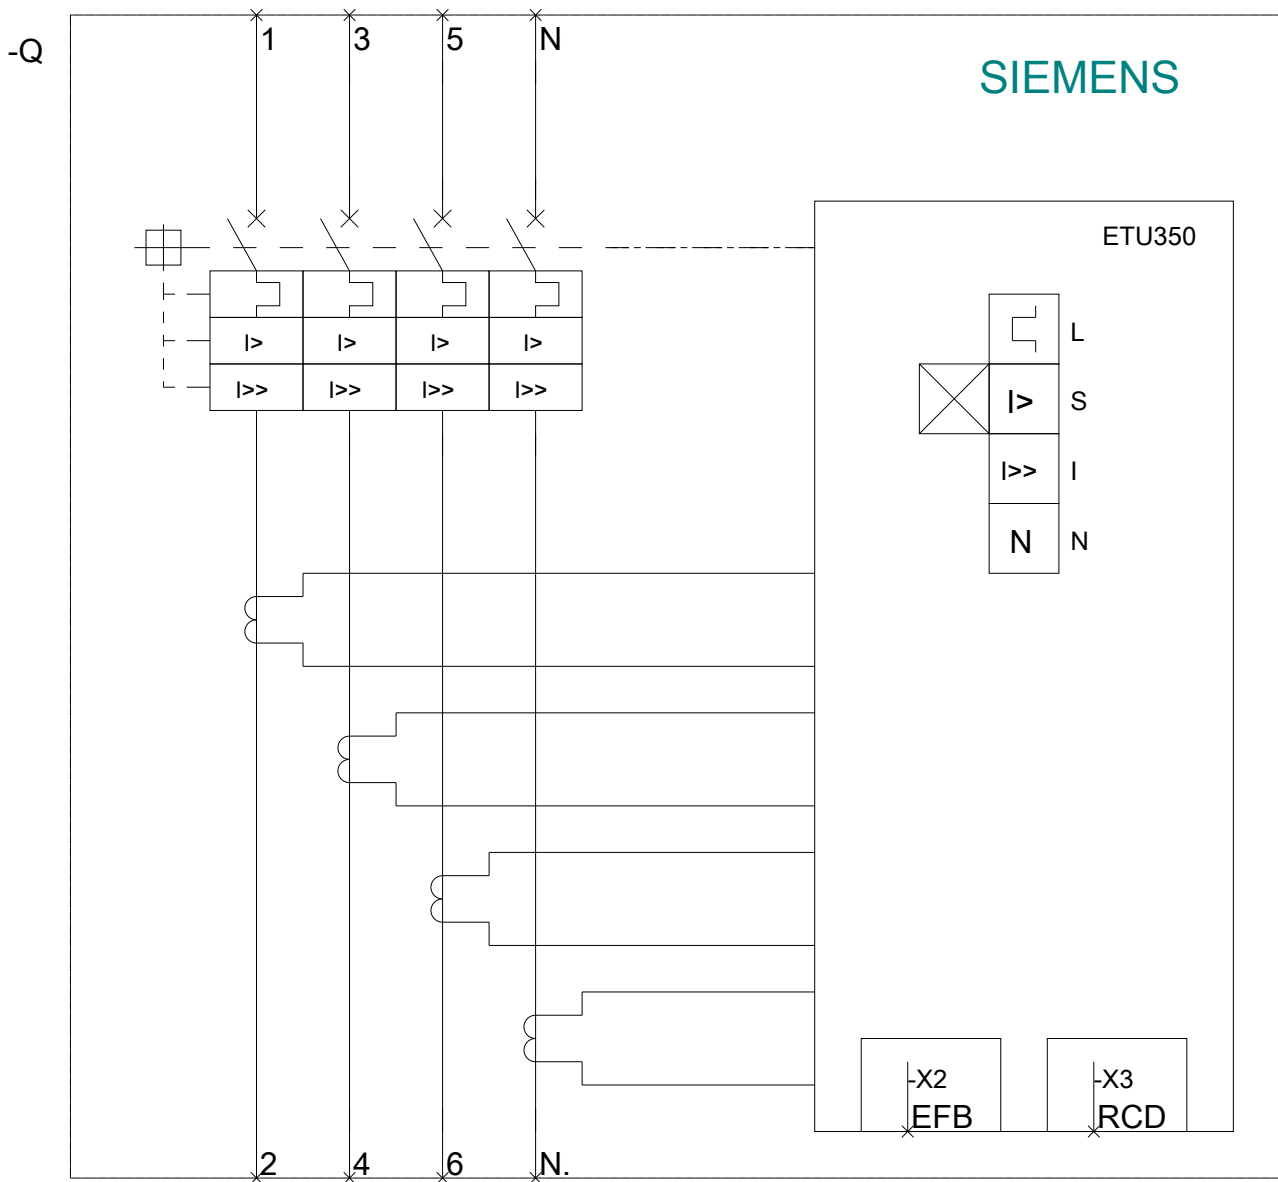 1 3 5 N
-Q
SIEMENS
ETU350
L
I> I> I> I>
I>> I>> I>> I>>
I> S
I>> I
N N
-X2 -X3
EFB RCD
2 4 6 N.